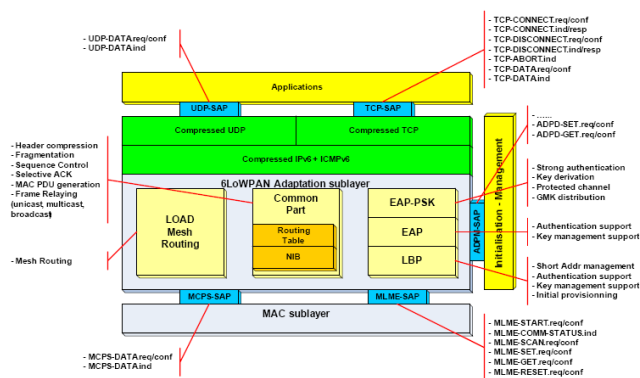 - UDP-DATA.req/conf
- UDP-DATA.ind
- TCP-CONNECT.req/conf
- TCP-CONNECT.ind/resp
- TCP-DISCONNECT.req/conf
- TCP-DISCONNECT.ind/resp
- TCP-ABORT.ind
- TCP-DATA.req/conf
- TCP-DATA.ind
Applications
UDP-SAP
TCP-SAP
Compressed UDP
Compressed TCP
Compressed IPv6 + ICMPv6
6LoWPAN Adaptation sublayer
- Header compression
- Fragmentation
- Sequence Control
- Selective ACK
- MAC PDU generation
- Frame Relaying
(unicast, multicast,
broadcast)
- Mesh Routing
LOAD
Mesh
Routing
Common
Part
Routing
Table
NIB
EAP-PSK
EAP
LBP
ADPM-SAP
Initialisation - Management
- ......
- ADPD-SET.req/conf
- ADPD-GET.req/conf
- Strong authentication
- Key derivation
- Protected channel
- GMK distribution
- Authentication support
- Key management support
- Short Addr management
- Authentication support
- Key management support
- Initial provisionning
MCPS-SAP
MLME-SAP
MAC sublayer
- MCPS-DATA.req/conf
- MCPS-DATA.ind
- MLME-START.req/conf
- MLME-COMM-STATUS.ind
- MLME-SCAN.req/conf
- MLME-SET.req/conf
- MLME-GET.req/conf
- MLME-RESET.req/conf